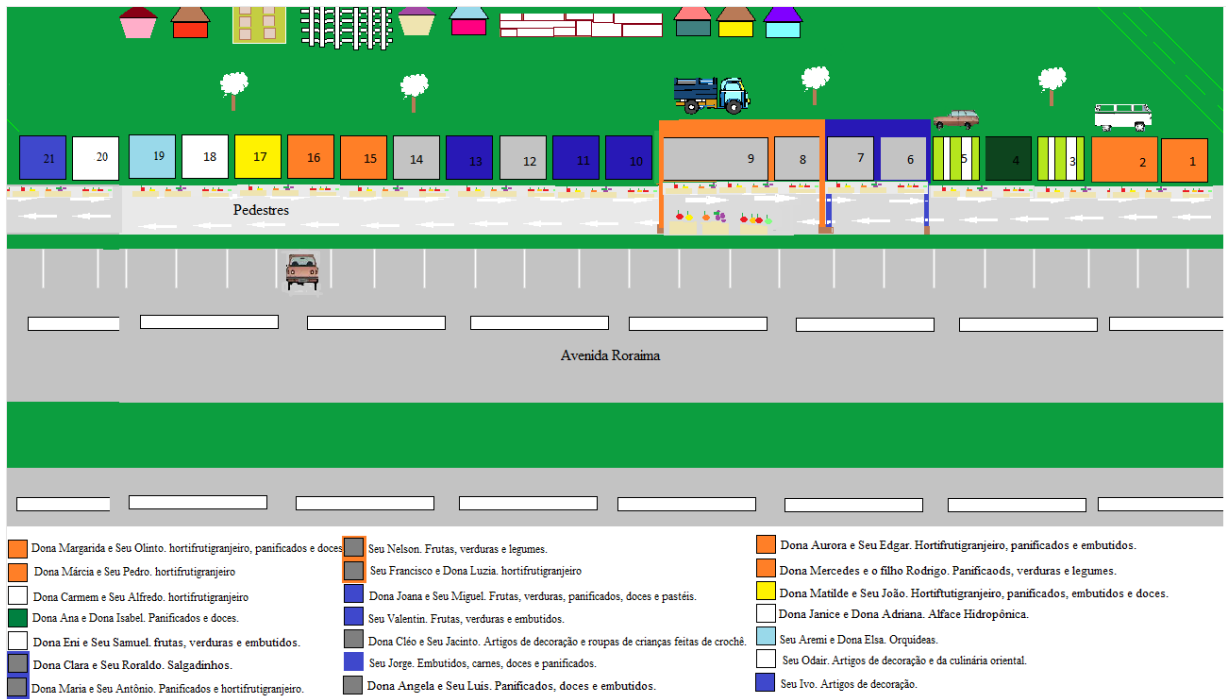 21 20 19 18 17 16 15 14 13 12 11 10 9 8 7 6 5 4 3 2 1
Pedestres
Avenida Roraima
Dona Margarida e Seu Olinto. hortifrutigranjeiro, panificados e doces
Dona Márcia e Seu Pedro. hortifrutigranjeiro
Dona Carmem e Seu Alfredo. hortifrutigranjeiro
Dona Ana e Dona Isabel. Panificados e doces.
Dona Eni e Seu Samuel. frutas, verduras e embutidos.
Dona Clara e Seu Roraldo. Salgadinhos.
Dona Maria e Seu Antônio. Panificados e hortifrutigranjeiro.
Seu Nelson. Frutas, verduras e legumes.
Seu Francisco e Dona Luzia. hortifrutigranjeiro
Dona Joana e Seu Miguel. Frutas, verduras, panificados, doces e pastéis.
Seu Valentin. Frutas, verduras e embutidos.
Dona Cléo e Seu Jacinto. Artigos de decoração e roupas de crianças feitas de crochê.
Seu Jorge. Embutidos, carnes, doces e panificados.
Dona Angela e Seu Luis. Panificados, doces e embutidos.
Dona Aurora e Seu Edgar. Hortifrutigranjeiro, panificados e embutidos.
Dona Mercedes e o filho Rodrigo. Panificaods, verduras e legumes.
Dona Matilde e Seu João. Hortiftutigranjeiro, panificados, embutidos e doces.
Dona Janice e Dona Adriana. Alface Hidropônica.
Seu Aremi e Dona Elsa. Orquídeas.
Seu Odair. Artigos de decoração e da culinária oriental.
Seu Ivo. Artigos de decoração.